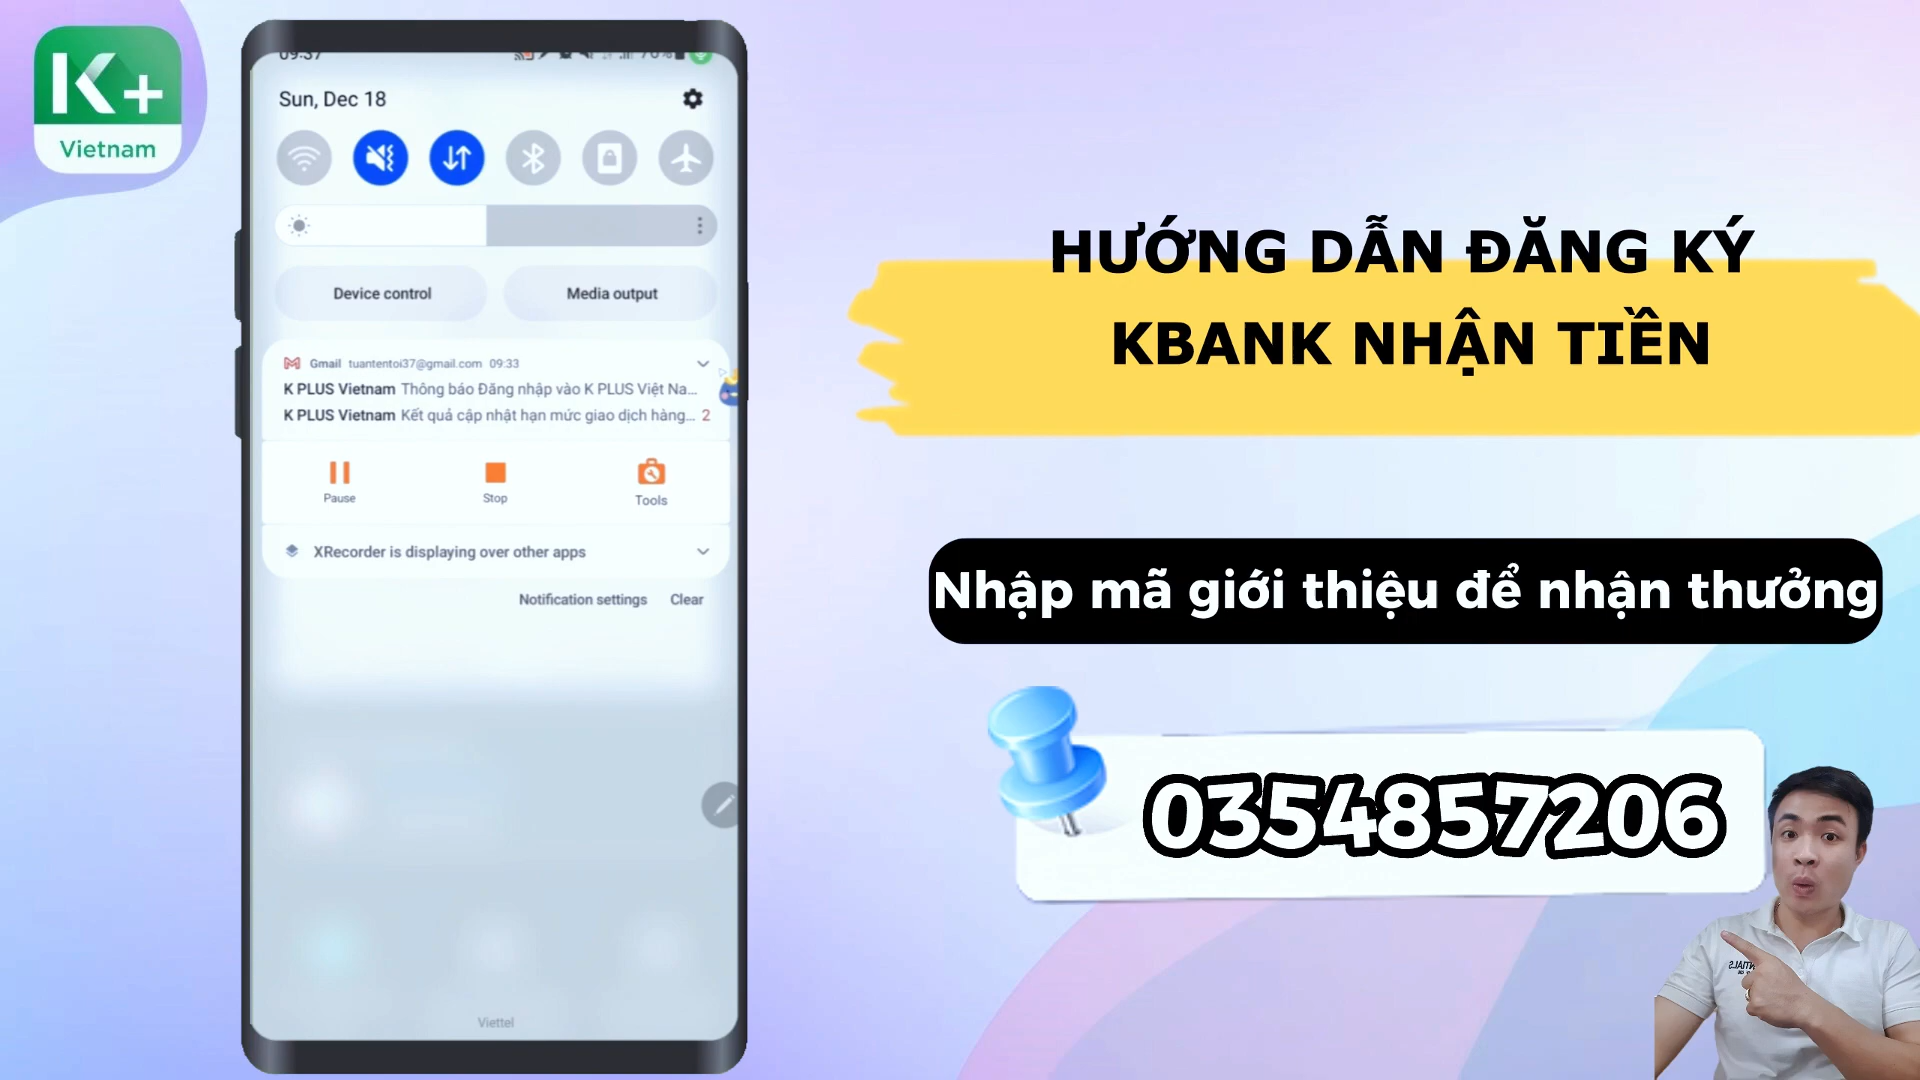 K+
Vietnam
09:37
70%
Sun, Dec 18
Device control
Media output
Gmail tuantentoi37@gmail.com 09:33
K PLUS Vietnam Thông báo Đăng nhập vào K PLUS Việt Na...
K PLUS Vietnam Kết quả cập nhật hạn mức giao dịch hàng... 2
Pause
Stop
Tools
XRecorder is displaying over other apps
Notification settings
Clear
Viettel
HƯỚNG DẪN ĐĂNG KÝ
KBANK NHẬN TIỀN
Nhập mã giới thiệu để nhận thưởng
0354857206